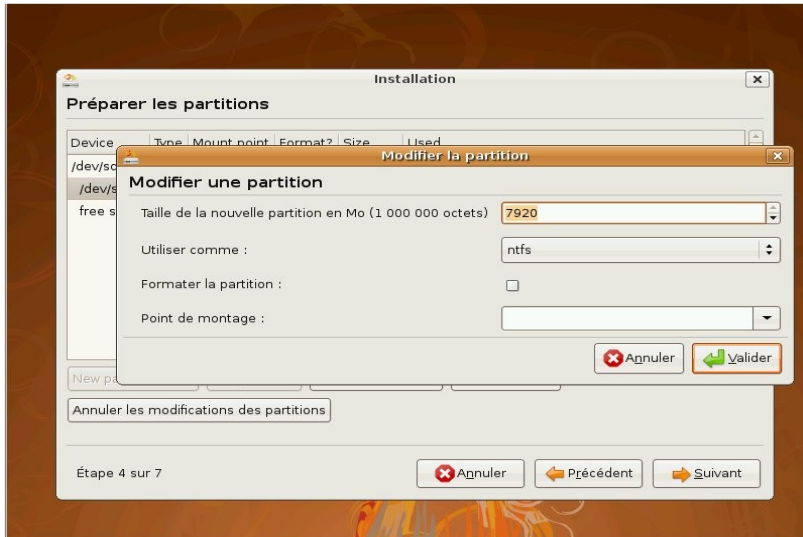 Installation
Préparer les partitions
Device Type Mount point Format? Size Used
Modifier la partition
Modifier une partition
Taille de la nouvelle partition en Mo (1 000 000 octets) 7920
Utiliser comme : ntfs
Formater la partition :
Point de montage :
Annuler Valider
Annuler les modifications des partitions
Étape 4 sur 7 Annuler Précédent Suivant